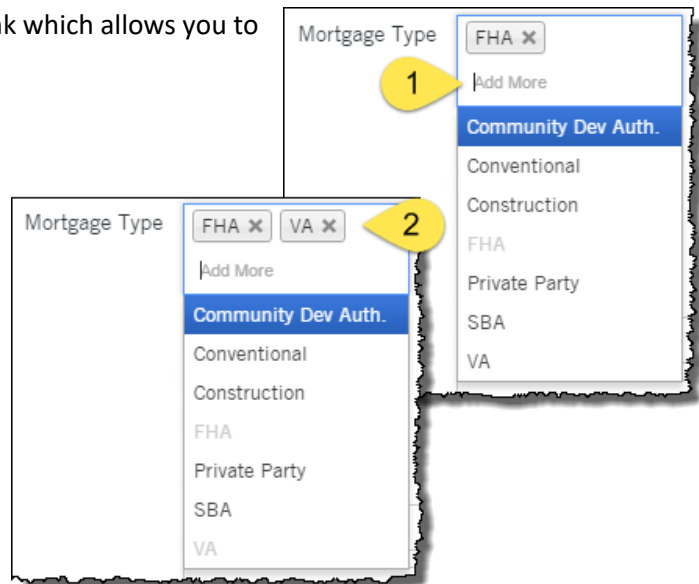 nk which allows you to
Mortgage Type
FHA ×
1
Add More
Community Dev Auth.
Conventional
Construction
FHA
Private Party
SBA
VA
Mortgage Type
FHA × VA ×
2
Add More
Community Dev Auth.
Conventional
Construction
FHA
Private Party
SBA
VA